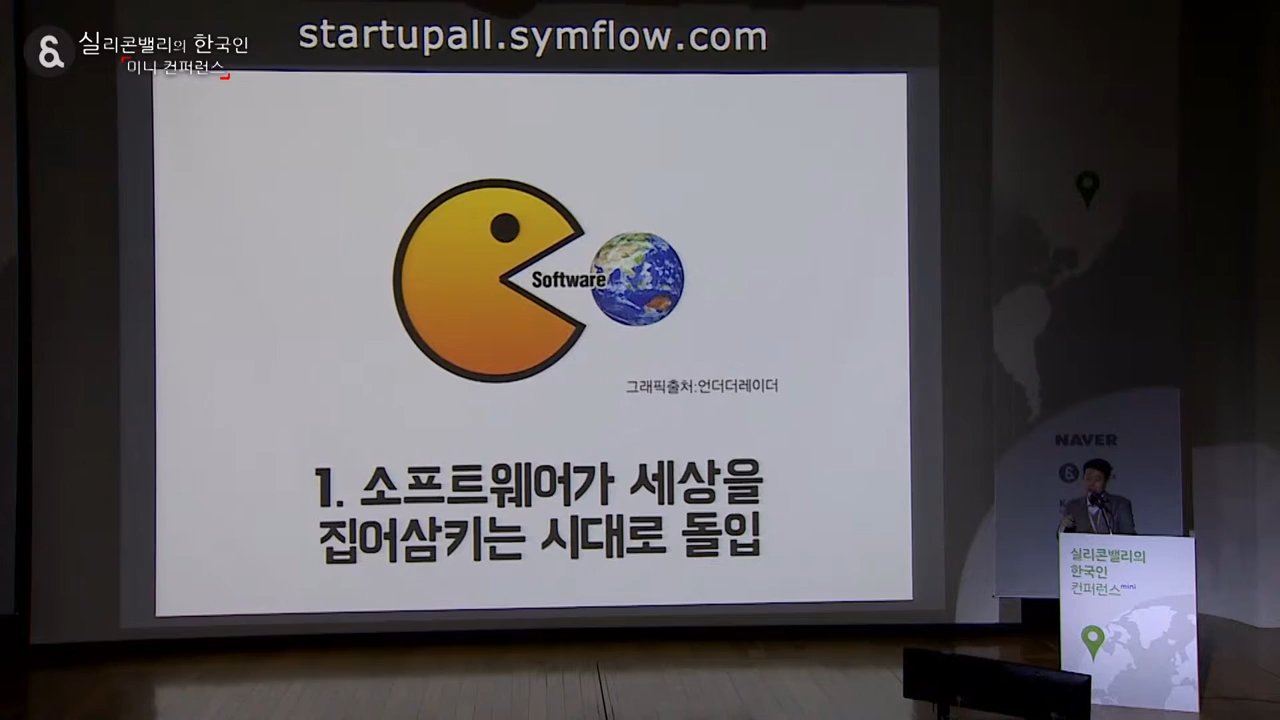 실리콘밸리의 한국인
미니 컨퍼런스
startupall.symflow.com
Software
그래픽출처:언더더레이더
1. 소프트웨어가 세상을
집어삼키는 시대로 돌입
NAVER
실리콘밸리의
한국인
컨퍼런스mini